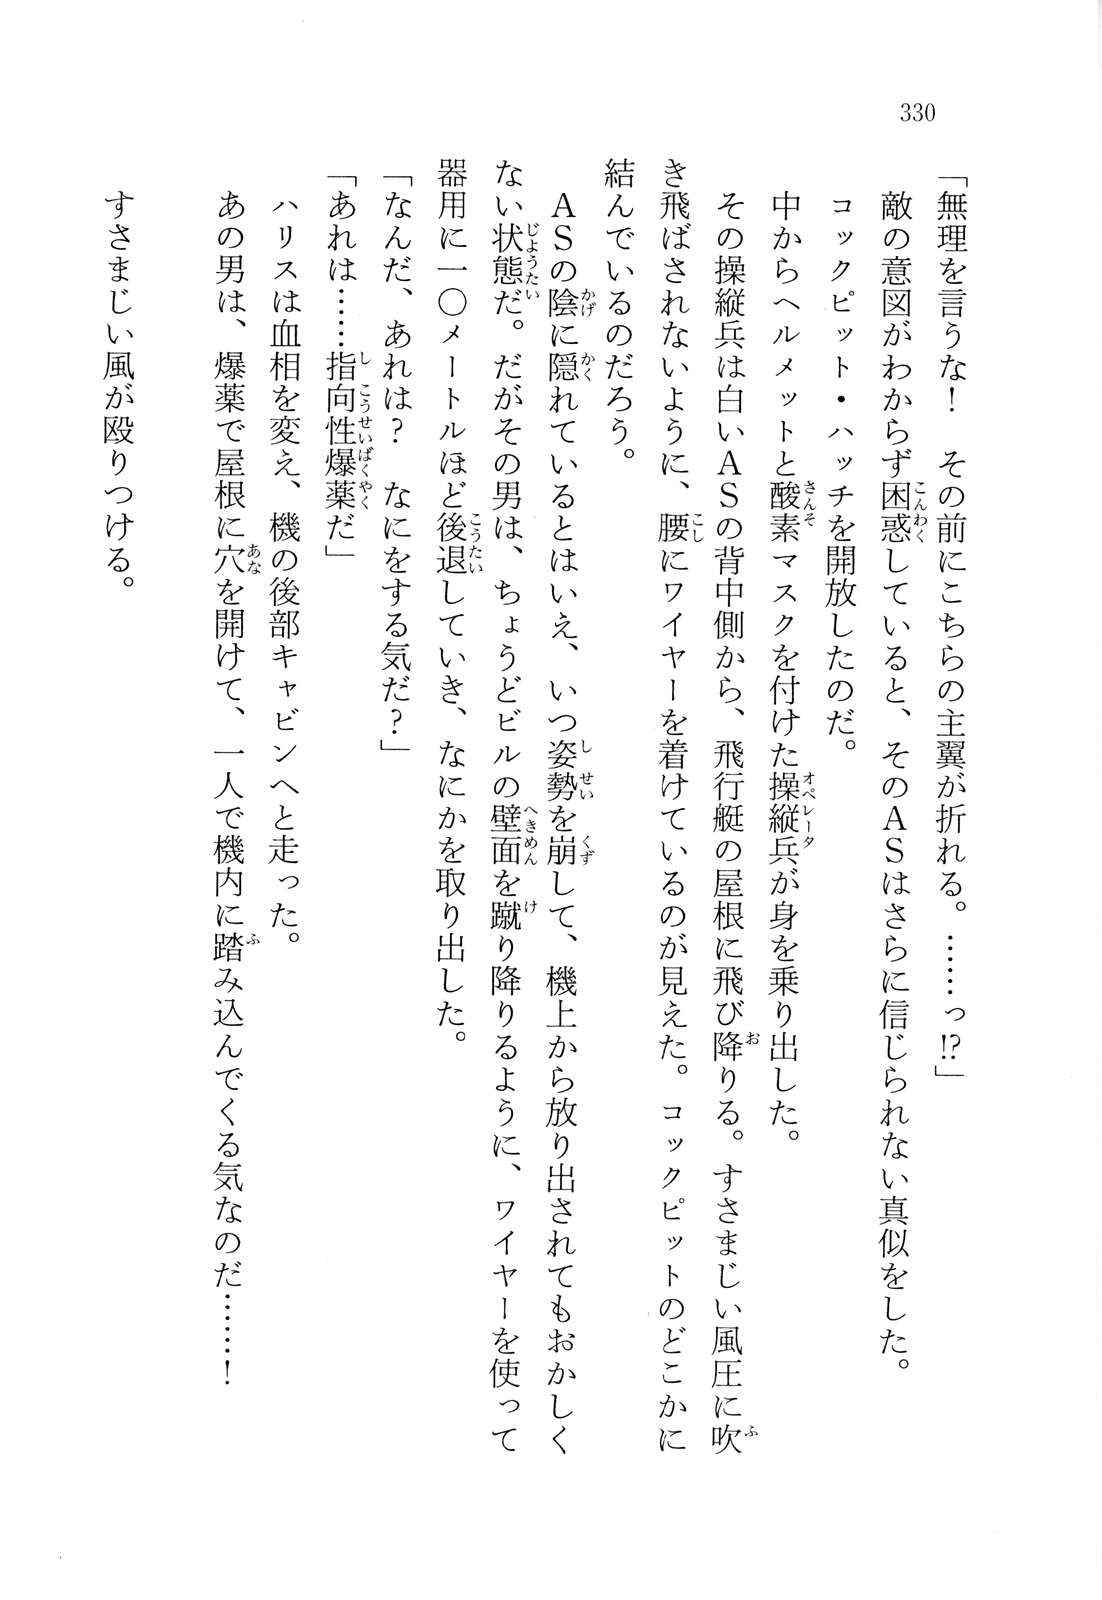 330
「無理を言うな！　その前にこちらの主翼が折れる。……っ!?」
敵の意図がわからず困惑していると、そのＡＳはさらに信じられない真似をした。
コックピット・ハッチを開放したのだ。
中からヘルメットと酸素マスクを付けた操縦兵が身を乗り出した。
その操縦兵は白いＡＳの背中側から、飛行艇の屋根に飛び降りる。すさまじい風圧に吹
き飛ばされないように、腰にワイヤーを着けているのが見えた。コックピットのどこかに
結んでいるのだろう。
ＡＳの陰に隠れているとはいえ、いつ姿勢を崩して、機上から放り出されてもおかしく
ない状態だ。だがその男は、ちょうどビルの壁面を蹴り降りるように、ワイヤーを使って
器用に一〇メートルほど後退していき、なにかを取り出した。
「なんだ、あれは？　なにをする気だ？」
「あれは……指向性爆薬だ」
ハリスは血相を変え、機の後部キャビンへと走った。
あの男は、爆薬で屋根に穴を開けて、一人で機内に踏み込んでくる気なのだ……！
すさまじい風が殴りつける。